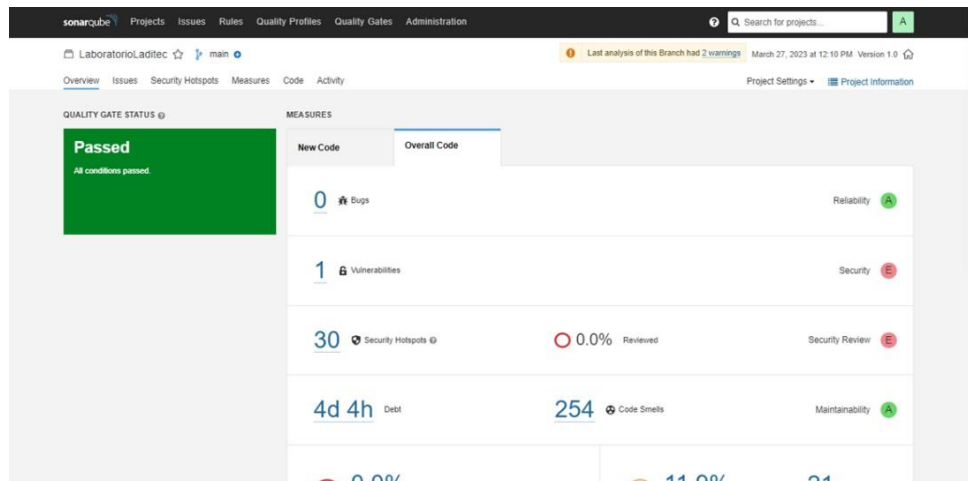 sonarqube Projects Issues Rules Quality Profiles Quality Gates Administration ? Search for projects... A
LaboratorioLaditec main Last analysis of this Branch had 2 warnings March 27, 2023 at 12:10 PM Version 1.0
Overview Issues Security Hotspots Measures Code Activity Project Settings Project Information
QUALITY GATE STATUS MEASURES
Passed
All conditions passed.
New Code Overall Code
0 Bugs Reliability A
1 Vulnerabilities Security E
30 Security Hotspots 0.0% Reviewed Security Review E
4d 4h Debt 254 Code Smells Maintainability A